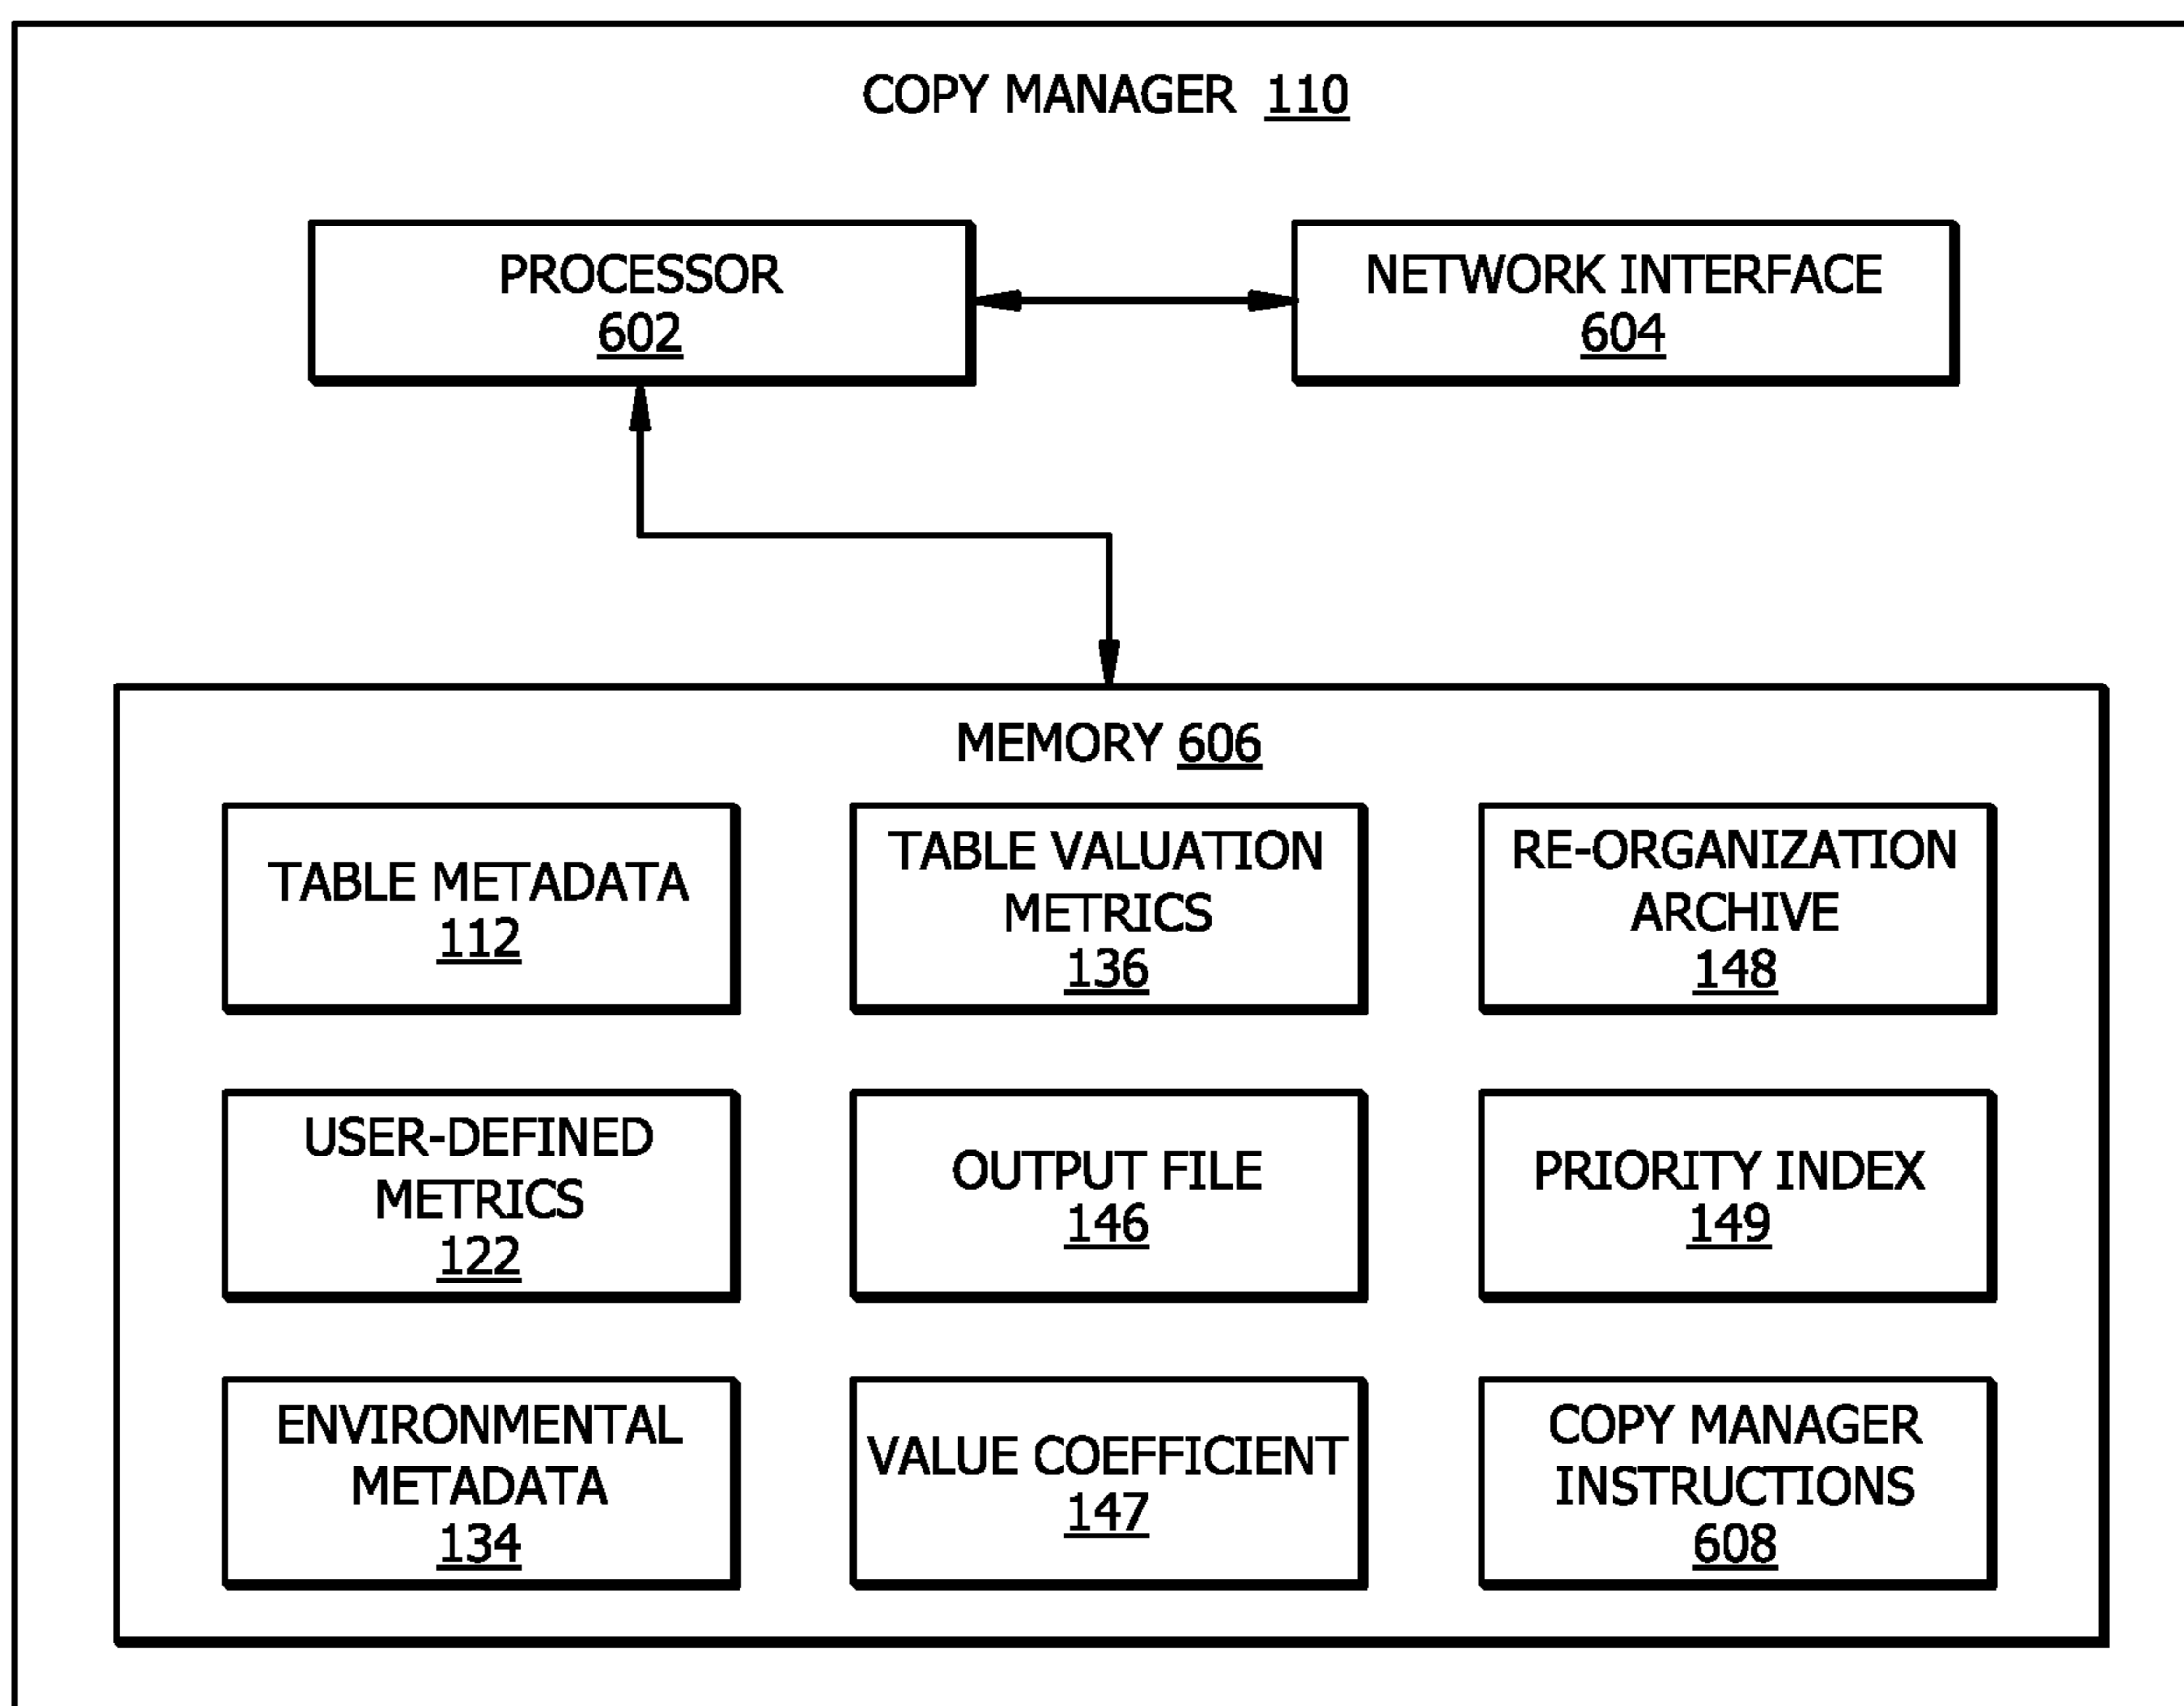 COPY MANAGER 110
PROCESSOR
602
NETWORK INTERFACE
604
MEMORY 606
TABLE METADATA
112
TABLE VALUATION
METRICS
136
RE-ORGANIZATION
ARCHIVE
148
USER-DEFINED
METRICS
122
OUTPUT FILE
146
PRIORITY INDEX
149
ENVIRONMENTAL
METADATA
134
VALUE COEFFICIENT
147
COPY MANAGER
INSTRUCTIONS
608